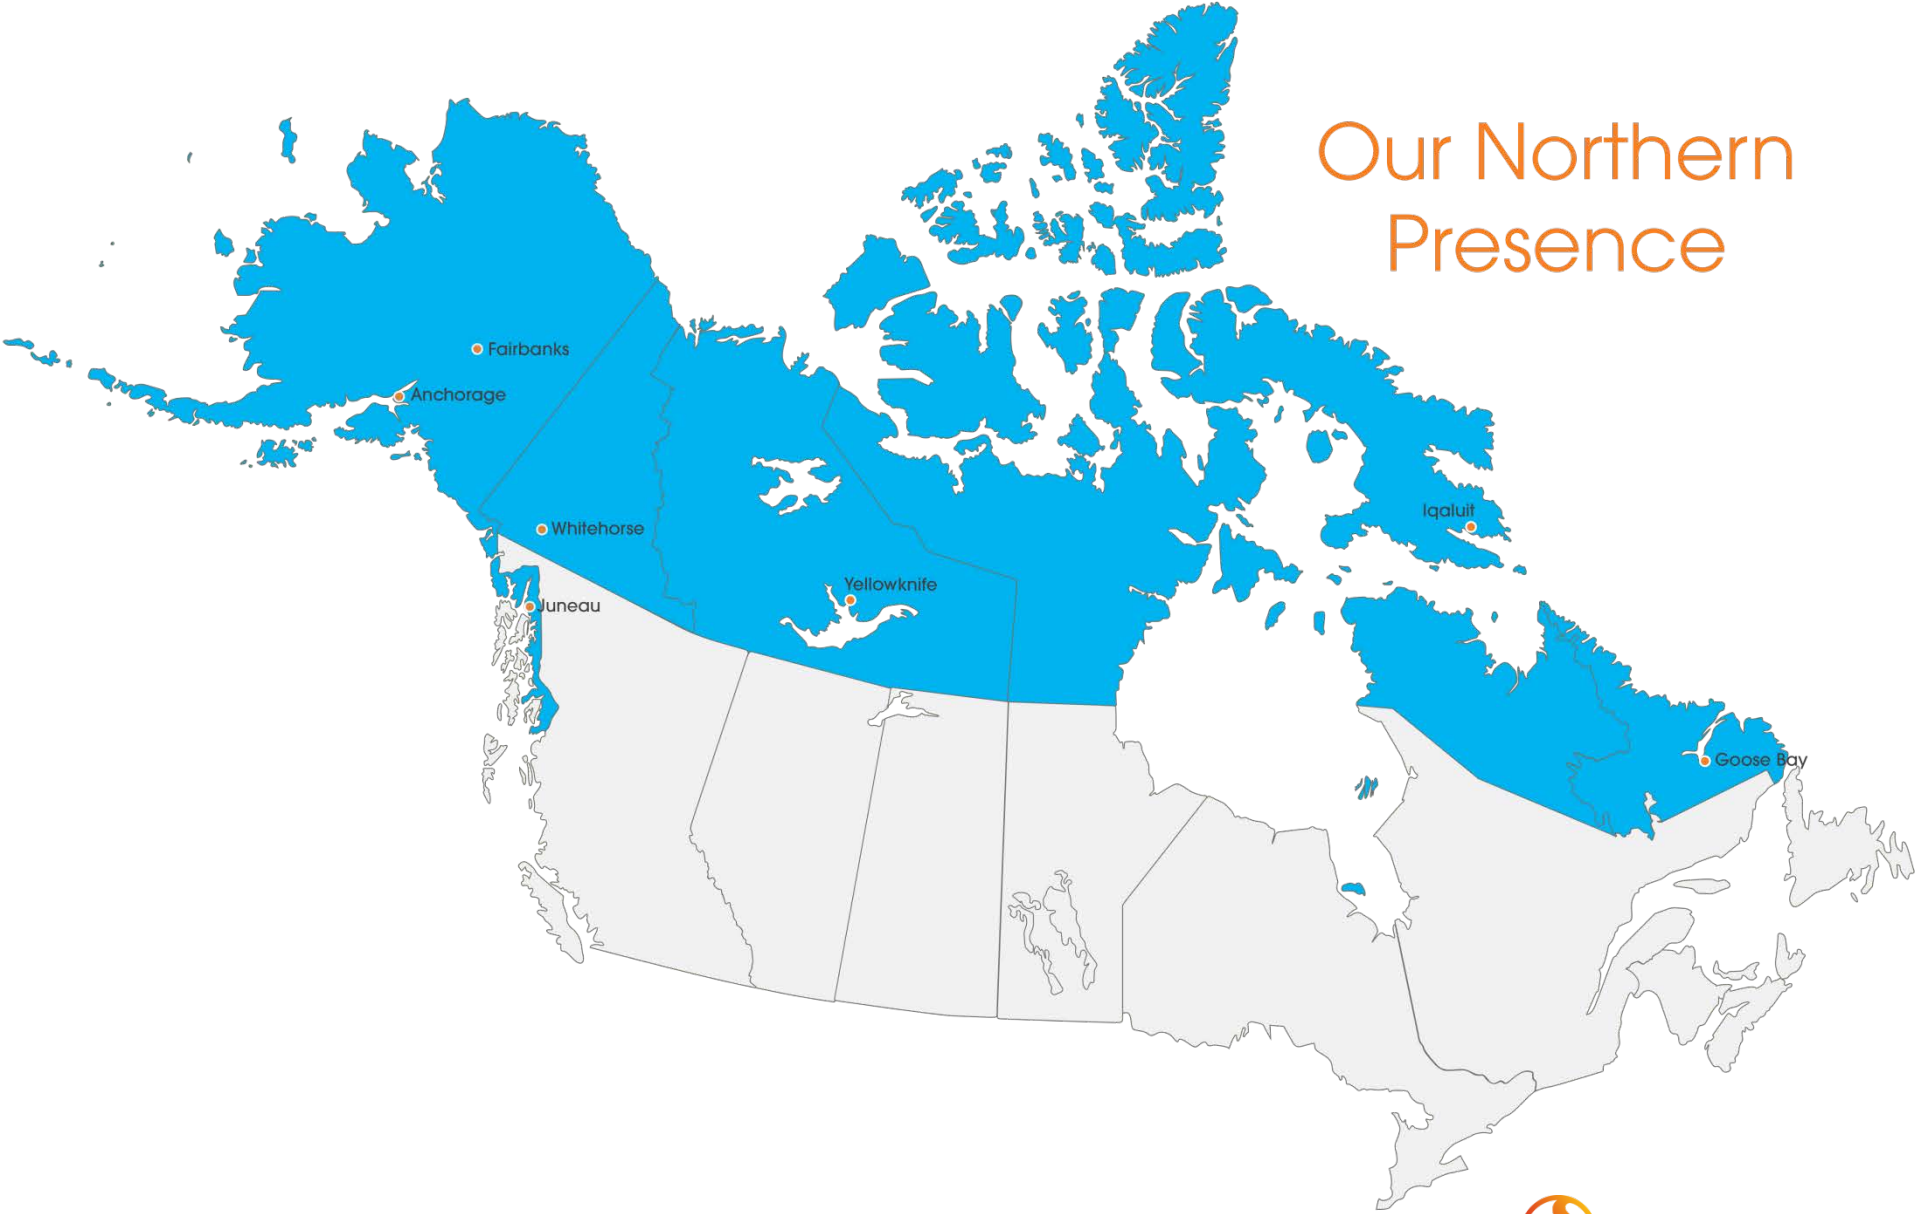 Our Northern
Presence
Fairbanks
Anchorage
Iqaluit
Whitehorse
Yellowknife
Juneau
Goose Bay